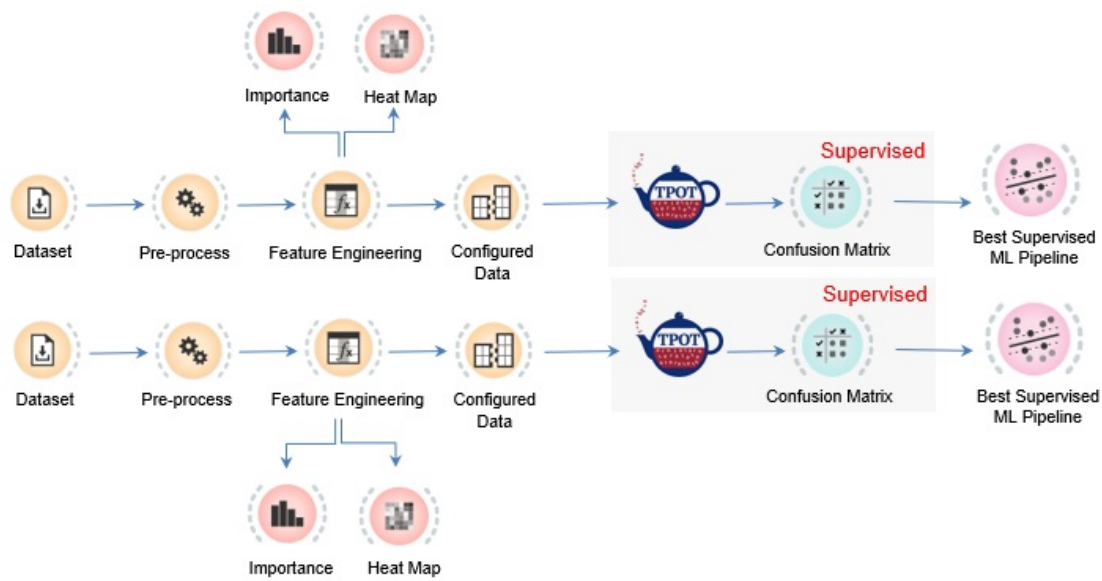 Importance
Heat Map
Supervised
TPOT
Dataset
Pre-process
Feature Engineering
Configured
Data
Confusion Matrix
Best Supervised
ML Pipeline
Supervised
TPOT
Dataset
Pre-process
Feature Engineering
Configured
Data
Confusion Matrix
Best Supervised
ML Pipeline
Importance
Heat Map